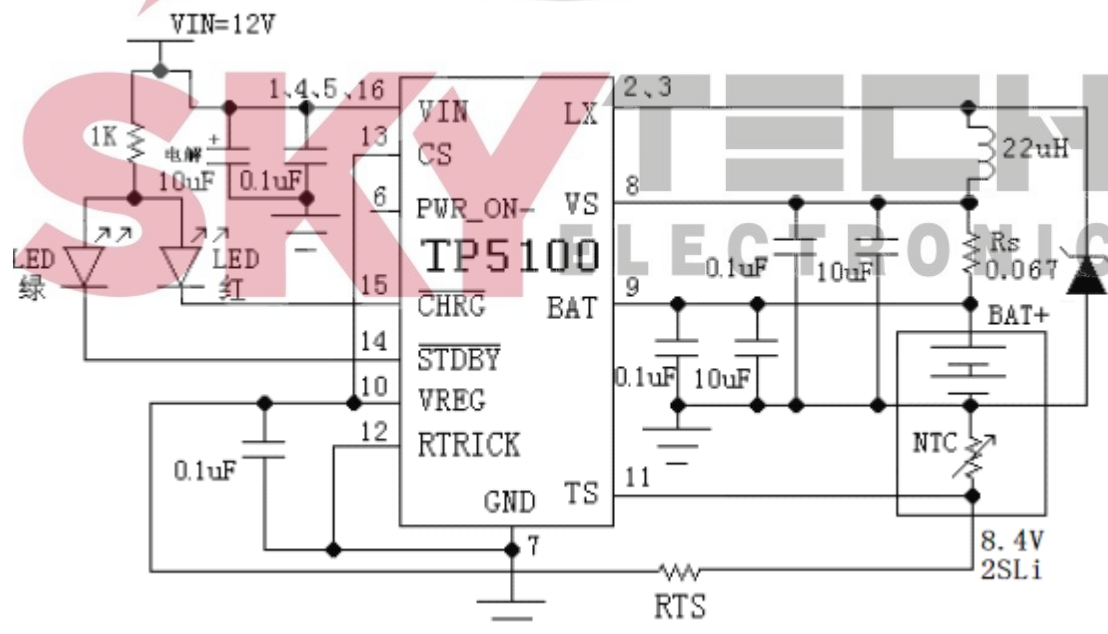 VIN=12V
1、4、5、16
VIN
LX
2、3
1K
电解
+
10uF
0.1uF
13
CS
22uH
6
PWR_ON-
VS
8
SKYTECH
ELECTRONIC
TP5100
LED
绿
LED
红
0.1uF
10uF
Rs
0.067
15
CHRG
BAT
9
BAT+
14
STDBY
0.1uF
10uF
10
VREG
12
RTRICK
0.1uF
NTC
GND
TS
11
7
8.4V
2SLi
RTS